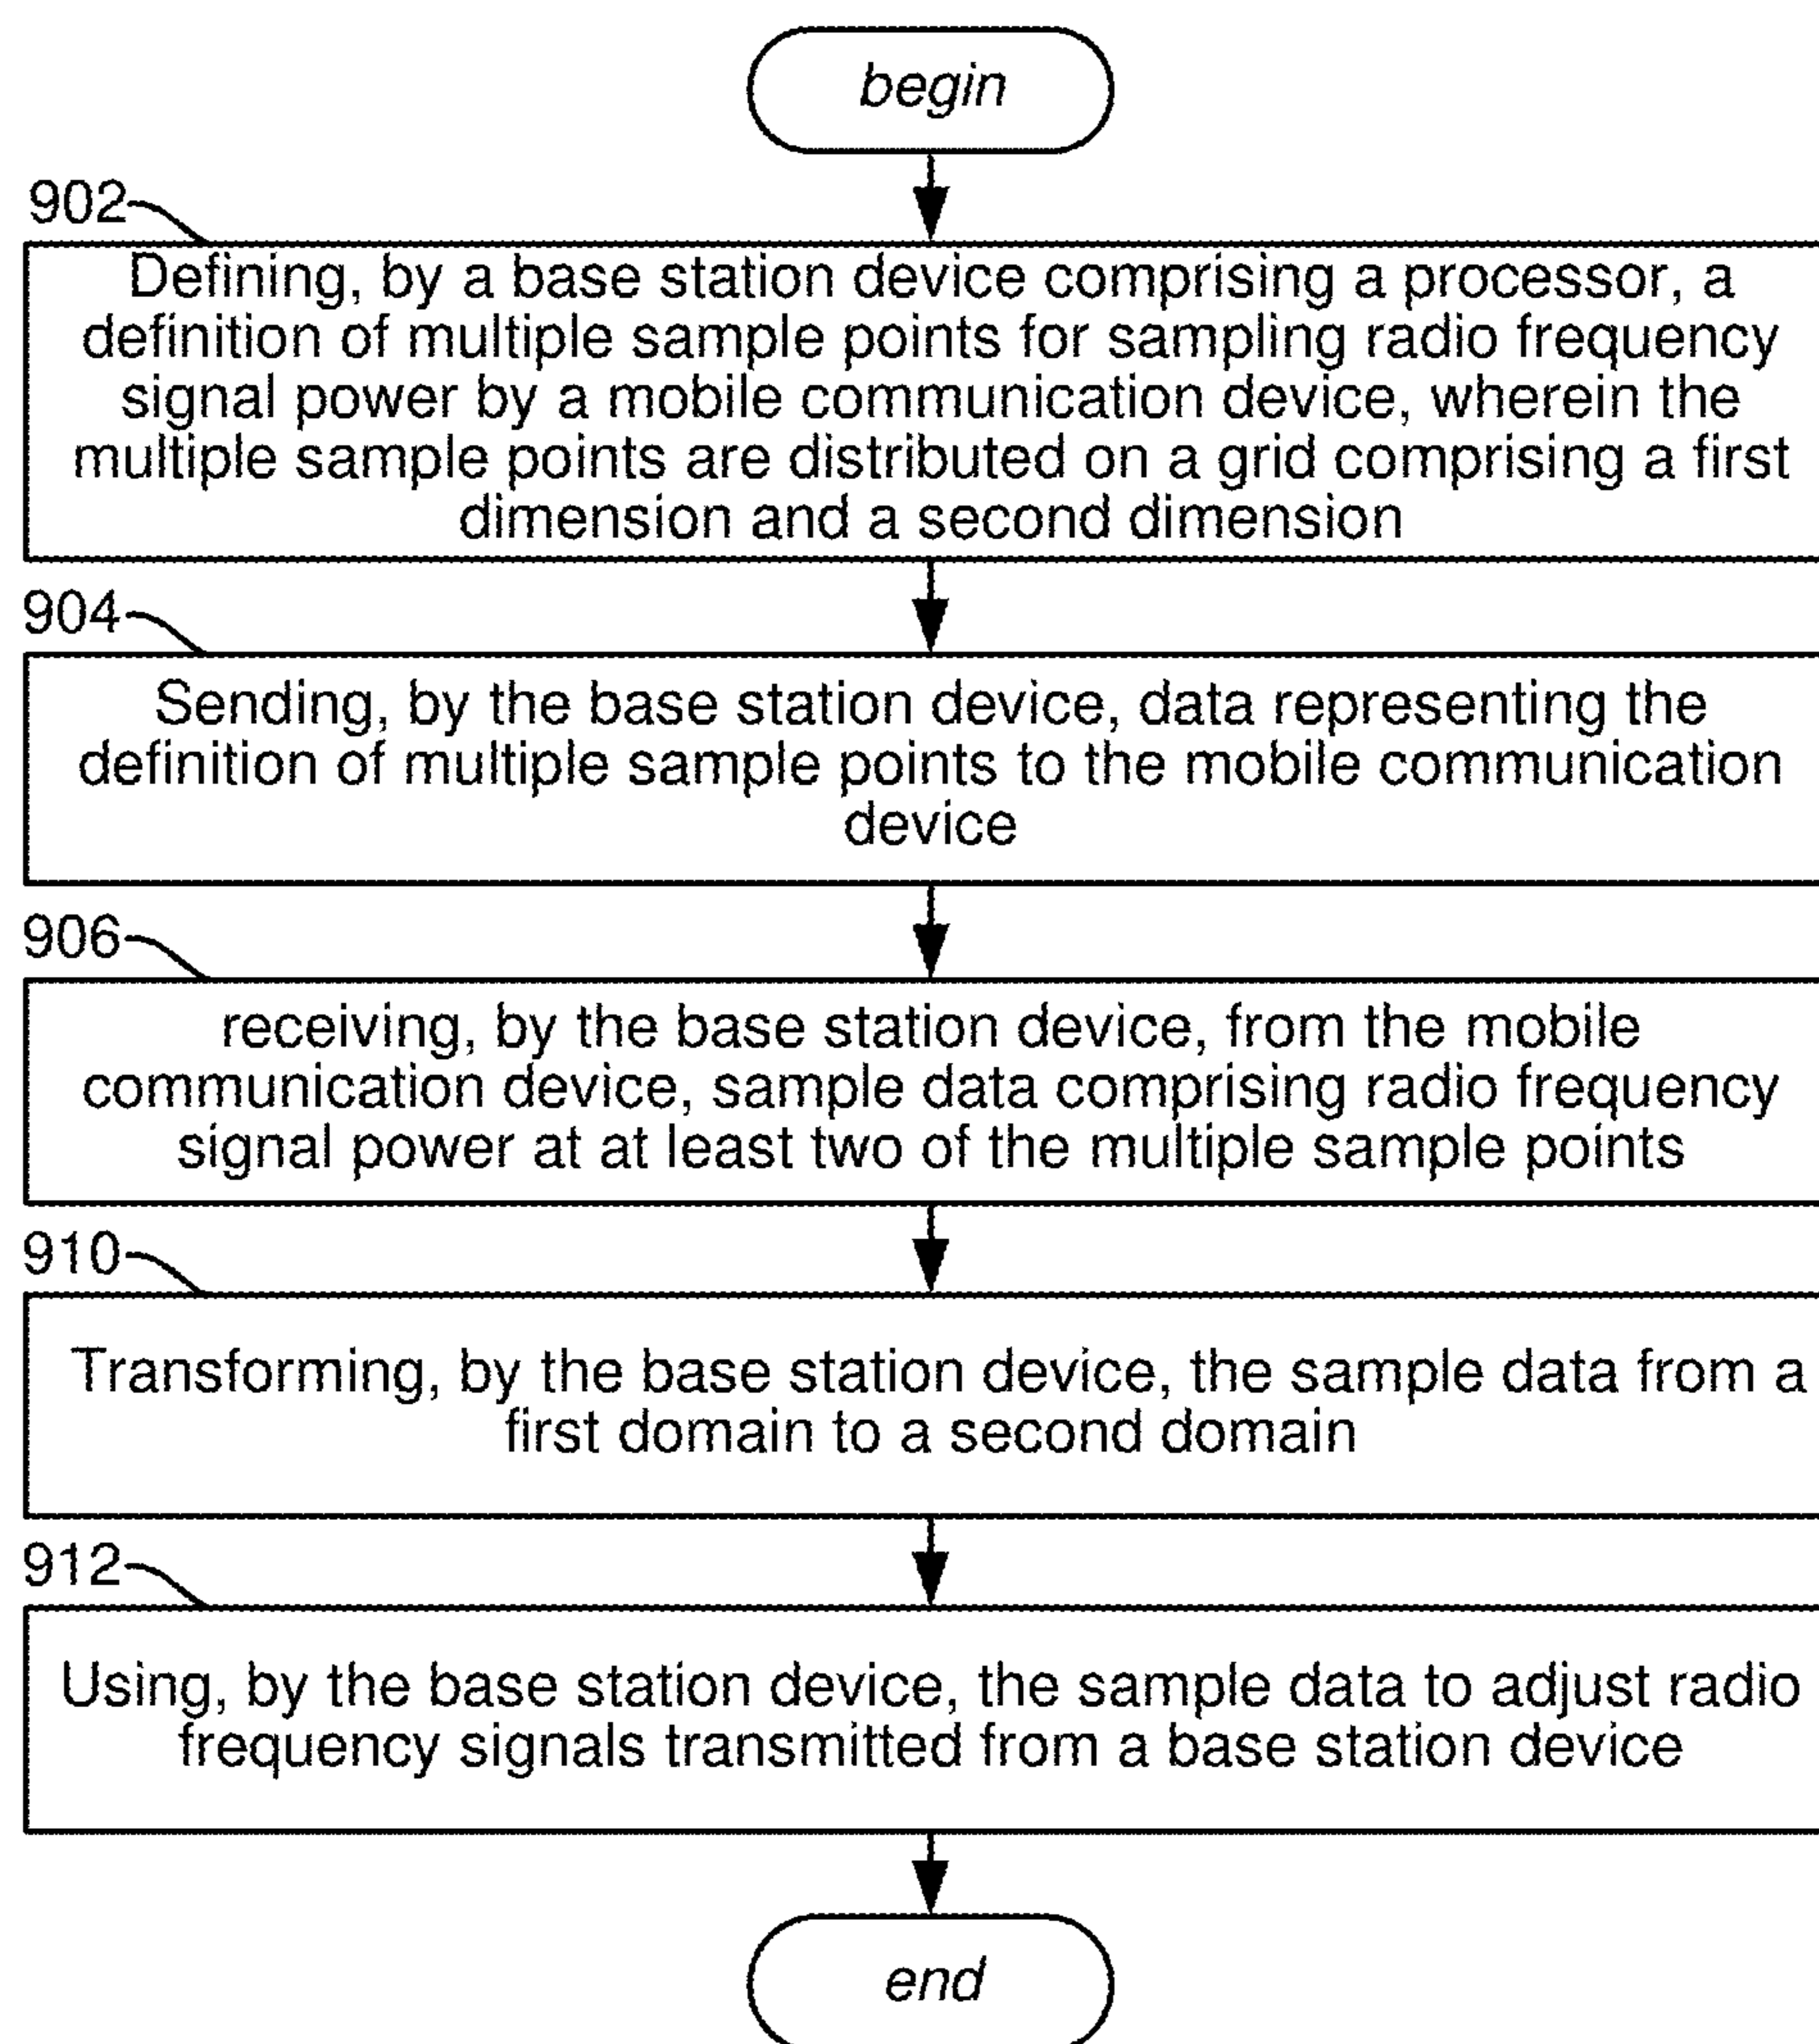 begin
902
Defining, by a base station device comprising a processor, a
definition of multiple sample points for sampling radio frequency
signal power by a mobile communication device, wherein the
multiple sample points are distributed on a grid comprising a first
dimension and a second dimension
904
Sending, by the base station device, data representing the
definition of multiple sample points to the mobile communication
device
906
receiving, by the base station device, from the mobile
communication device, sample data comprising radio frequency
signal power at at least two of the multiple sample points
910
Transforming, by the base station device, the sample data from a
first domain to a second domain
912
Using, by the base station device, the sample data to adjust radio
frequency signals transmitted from a base station device
end